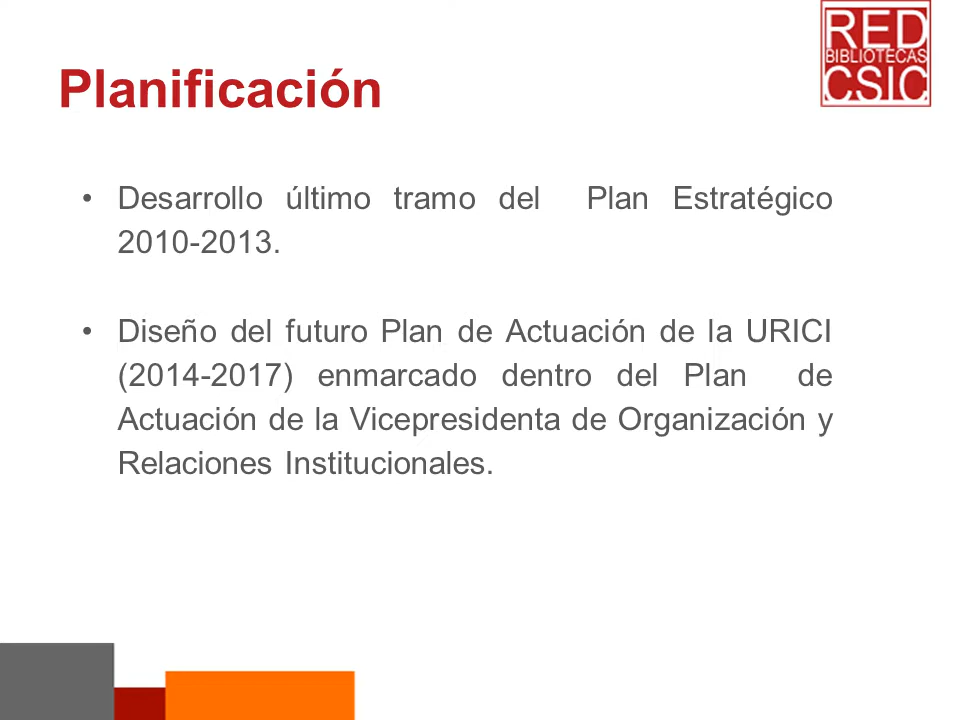 RED
BIBLIOTECAS
CSIC
Planificación
• Desarrollo último tramo del Plan Estratégico
2010-2013.
• Diseño del futuro Plan de Actuación de la URICI
(2014-2017) enmarcado dentro del Plan de
Actuación de la Vicepresidenta de Organización y
Relaciones Institucionales.